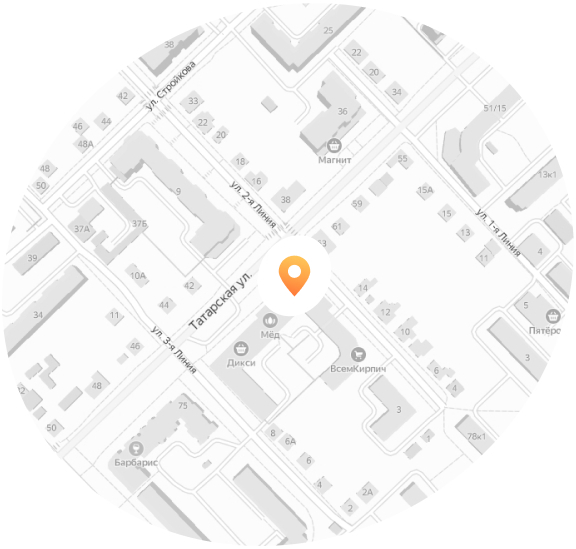 25
38
22
20
34
ул. Стройкова
42
33
36
51/15
46
44
22
20
48А
Магнит
48
18
55
13к1
50
16
15А
9
38
59
ул. 2-я Линия
15
ул. 1-я Линия
37Б
37А
61
13
39
11
4
10А
42
14
44
Татарская ул.
12
5
34
11
Мёд
10
Пятёрс
ул. 3-я Линия
46
Дикси
ВсемКирпич
3
48
6
4
75
3
50
8
6А
1
78к1
Барбарис
6
4
2А
2